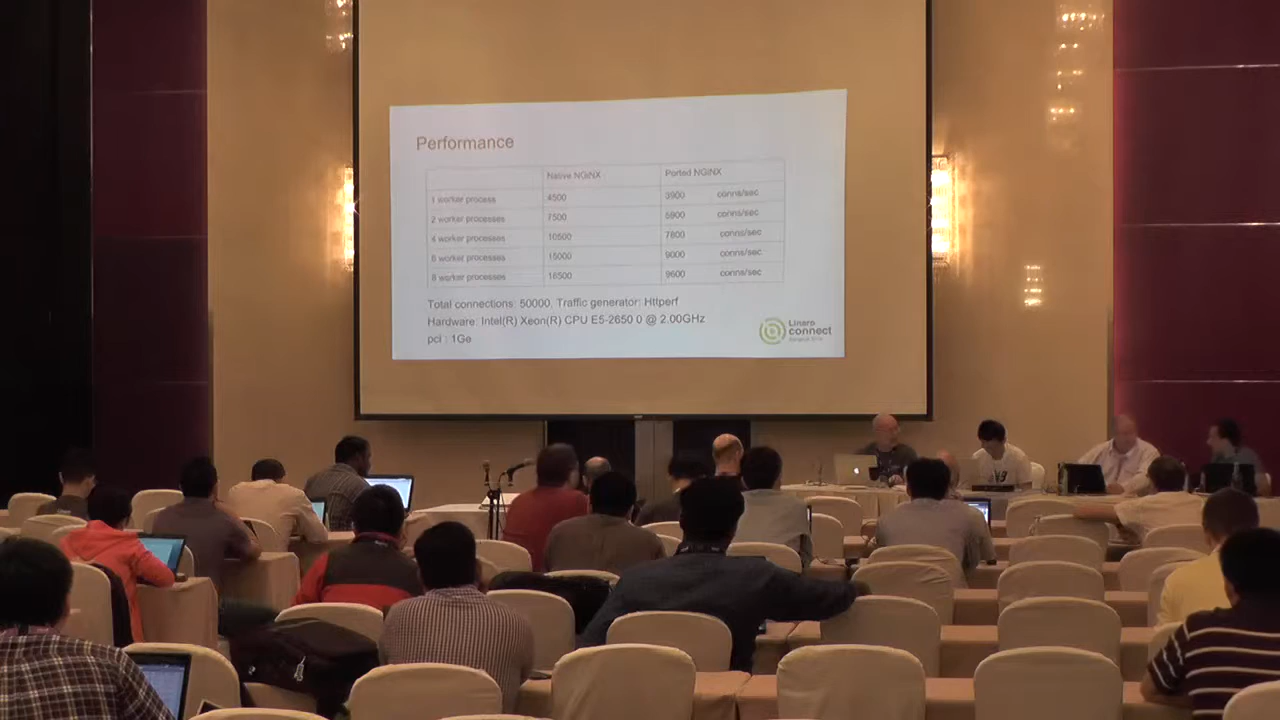 Performance
Native NGiNX Ported NGiNX
1 worker process 4500 3900 conns/sec
2 worker processes 7500 5900 conns/sec
4 worker processes 10500 7800 conns/sec
6 worker processes 15000 9000 conns/sec
8 worker processes 16500 9600 conns/sec
Total connections: 50000, Traffic generator: Httperf
Hardware: Intel(R) Xeon(R) CPU E5-2650 0 @ 2.00GHz
pci : 1Ge
Linaro
connect